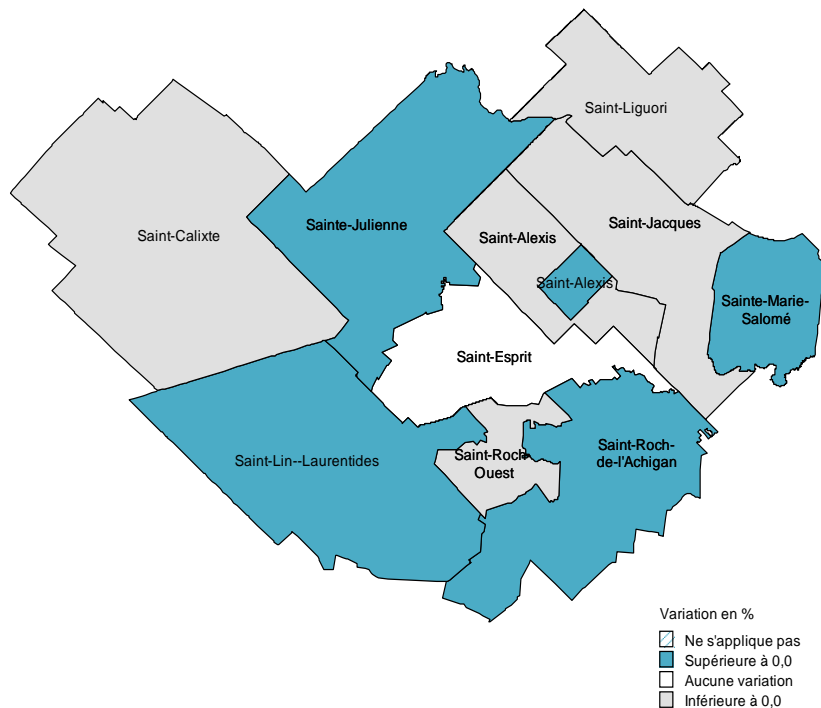 Saint-Liguori
Saint-Calixte
Sainte-Julienne
Saint-Jacques
Saint-Alexis
Saint-Alexis
Sainte-Marie-
Salomé
Saint-Esprit
Saint-Lin--Laurentides
Saint-Roch-
Ouest
Saint-Roch-
de-l'Achigan
Variation en %
Ne s'applique pas
Supérieure à 0,0
Aucune variation
Inférieure à 0,0